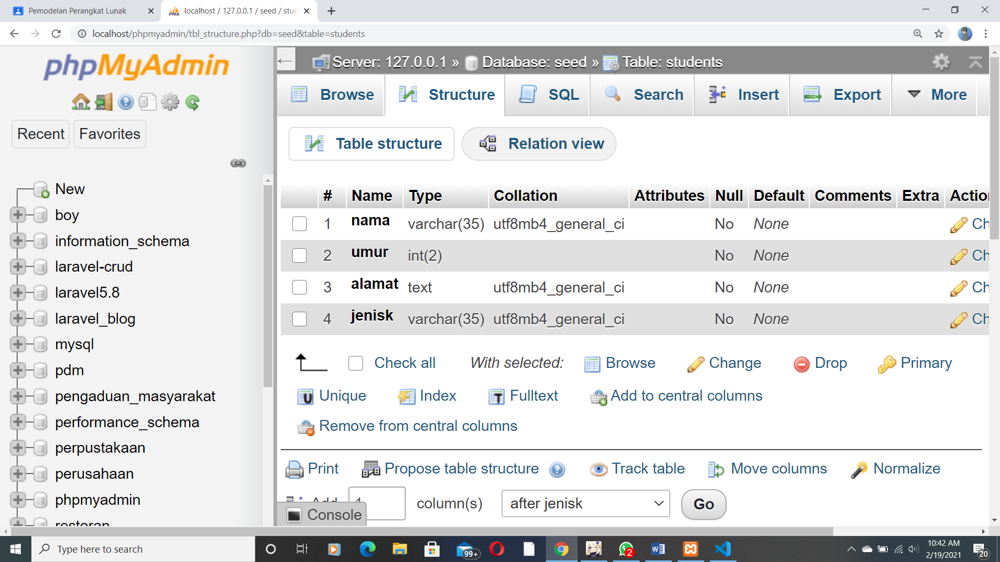 Pemodelan Perangkat Lunak
localhost / 127.0.0.1 / seed / stud
localhost/phpmyadmin/tbl_structure.php?db=seed&table=students
phpMyAdmin
Recent Favorites
New
boy
information_schema
laravel-crud
laravel5.8
laravel_blog
mysql
pdm
pengaduan_masyarakat
performance_schema
perpustakaan
perusahaan
phpmyadmin
restoran
Server: 127.0.0.1 » Database: seed » Table: students
Browse Structure SQL Search Insert Export More
Table structure Relation view
# Name Type Collation Attributes Null Default Comments Extra Action
1 nama varchar(35) utf8mb4_general_ci No None Ch
2 umur int(2) No None Ch
3 alamat text utf8mb4_general_ci No None Ch
4 jenisk varchar(35) utf8mb4_general_ci No None Ch
Check all With selected: Browse Change Drop Primary
Unique Index Fulltext Add to central columns
Remove from central columns
Print Propose table structure Track table Move columns Normalize
Add 1 column(s) after jenisk Go
Console
Type here to search
99+
2
10:42 AM
2/19/2021
20